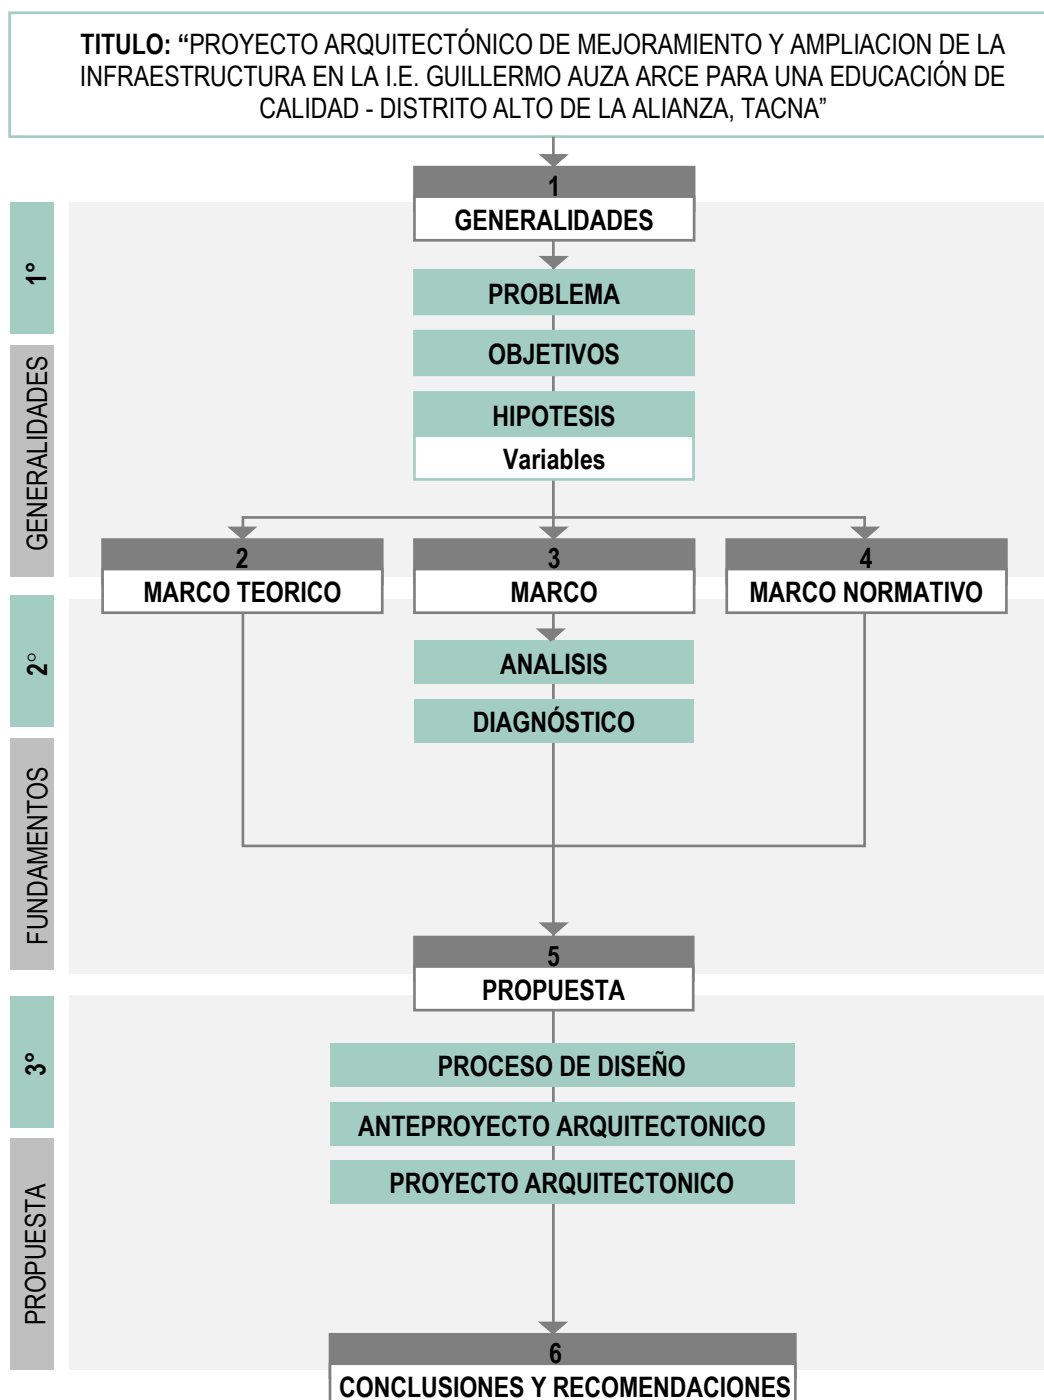 TITULO: “PROYECTO ARQUITECTÓNICO DE MEJORAMIENTO Y AMPLIACION DE LA
INFRAESTRUCTURA EN LA I.E. GUILLERMO AUZA ARCE PARA UNA EDUCACIÓN DE
CALIDAD - DISTRITO ALTO DE LA ALIANZA, TACNA”
1
GENERALIDADES
1°
GENERALIDADES
PROBLEMA
OBJETIVOS
HIPOTESIS
Variables
2
MARCO TEORICO
3
MARCO
4
MARCO NORMATIVO
2°
FUNDAMENTOS
ANALISIS
DIAGNÓSTICO
5
PROPUESTA
3°
PROPUESTA
PROCESO DE DISEÑO
ANTEPROYECTO ARQUITECTONICO
PROYECTO ARQUITECTONICO
6
CONCLUSIONES Y RECOMENDACIONES